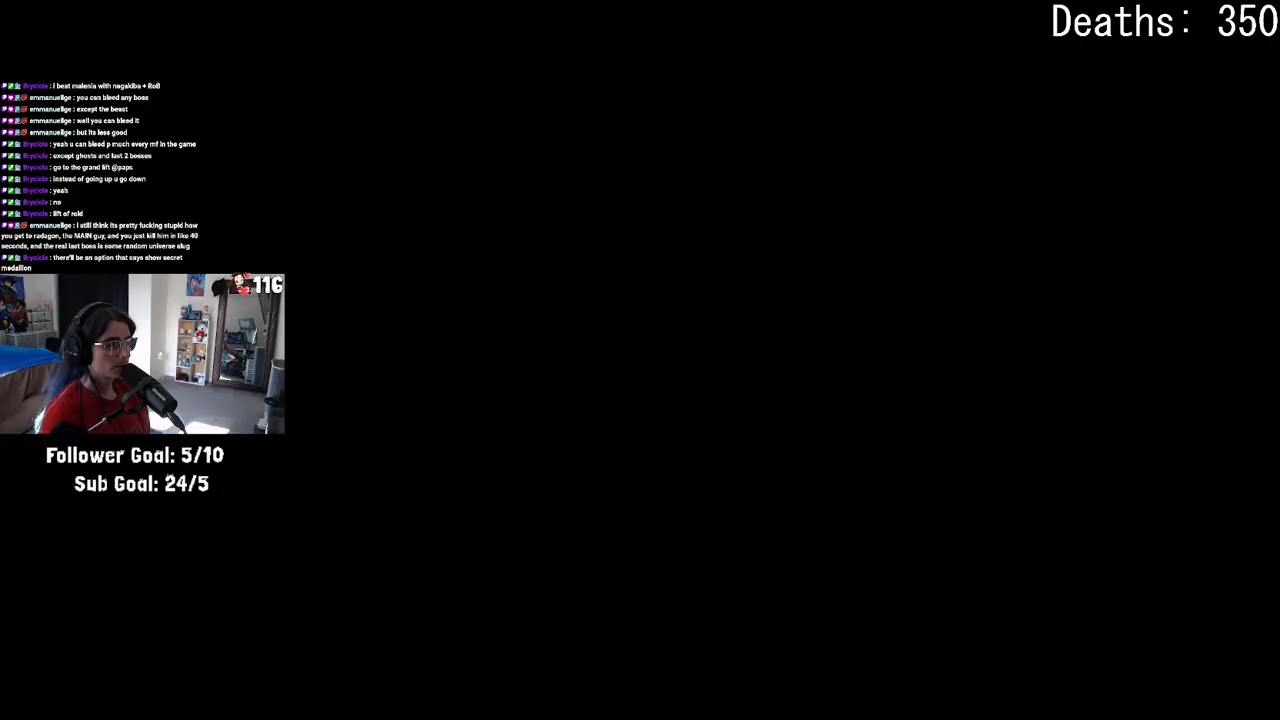 Deaths: 350
Brycicle : i beat malenia with nagakiba + RoB
emmanuellge : you can bleed any boss
emmanuellge : except the beast
emmanuellge : well you can bleed it
emmanuellge : but its less good
Brycicle : yeah u can bleed p much every mf in the game
Brycicle : except ghosts and last 2 bosses
Brycicle : go to the grand lift @paps
Brycicle : instead of going up u go down
Brycicle : yeah
Brycicle : no
Brycicle : lift of rold
emmanuellge : i still think its pretty fucking stupid how
you get to radagon, the MAIN guy, and you just kill him in like 40
seconds, and the real last boss is some random universe slug
Brycicle : there'll be an option that says show secret
medallion
116
Follower Goal: 5/10
Sub Goal: 24/5